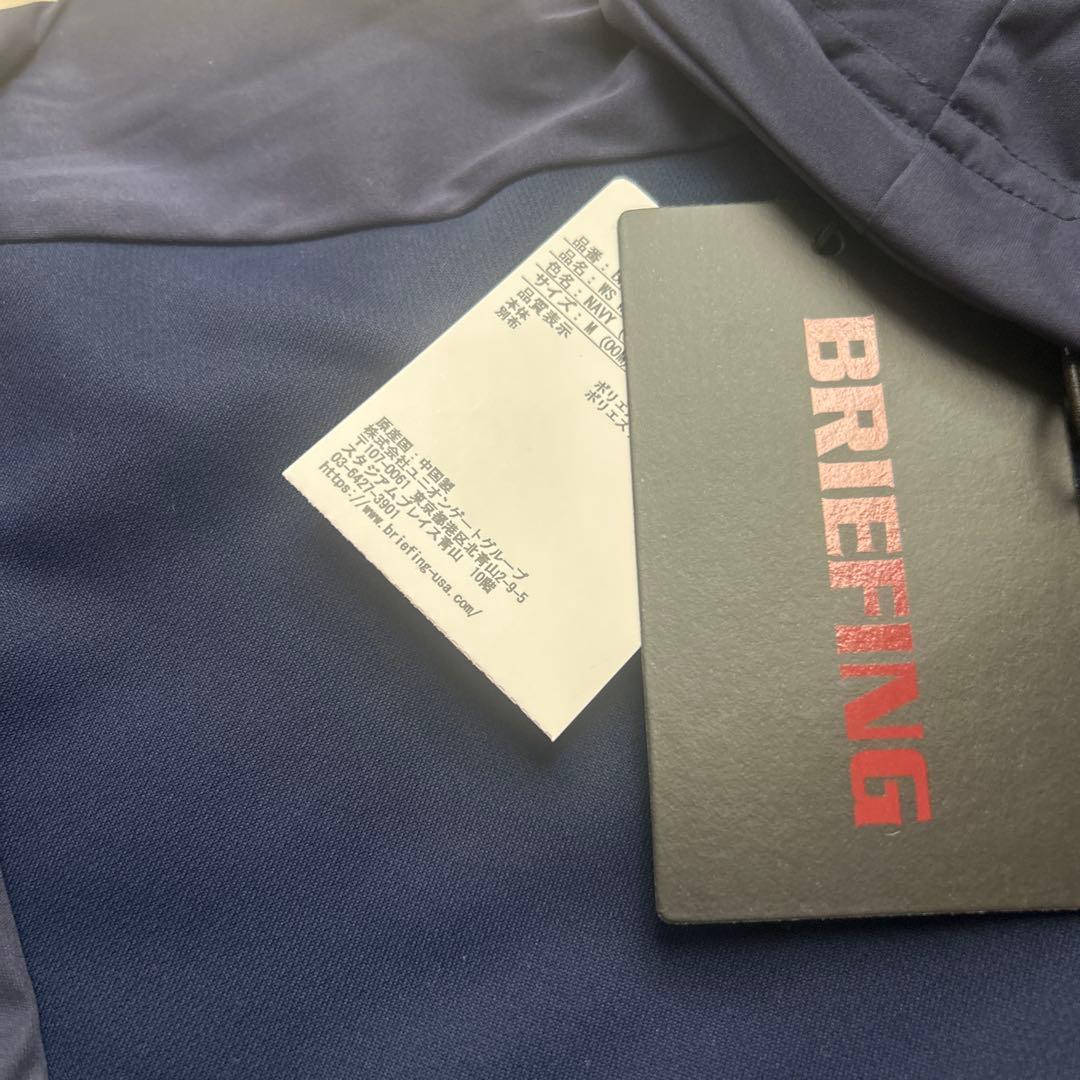 品番：
品名：WS
色名：NAVY
サイズ：M (00M)
品質表示
本体
別布
ポリエ
ポリエス
原産国：中国製
株式会社ユニオンゲートグループ
〒107-0061 東京都港区北青山2-9-5
スタジアムプレイス青山 10階
03-6427-3901
https://www.briefing-usa.com/
BRIEFING